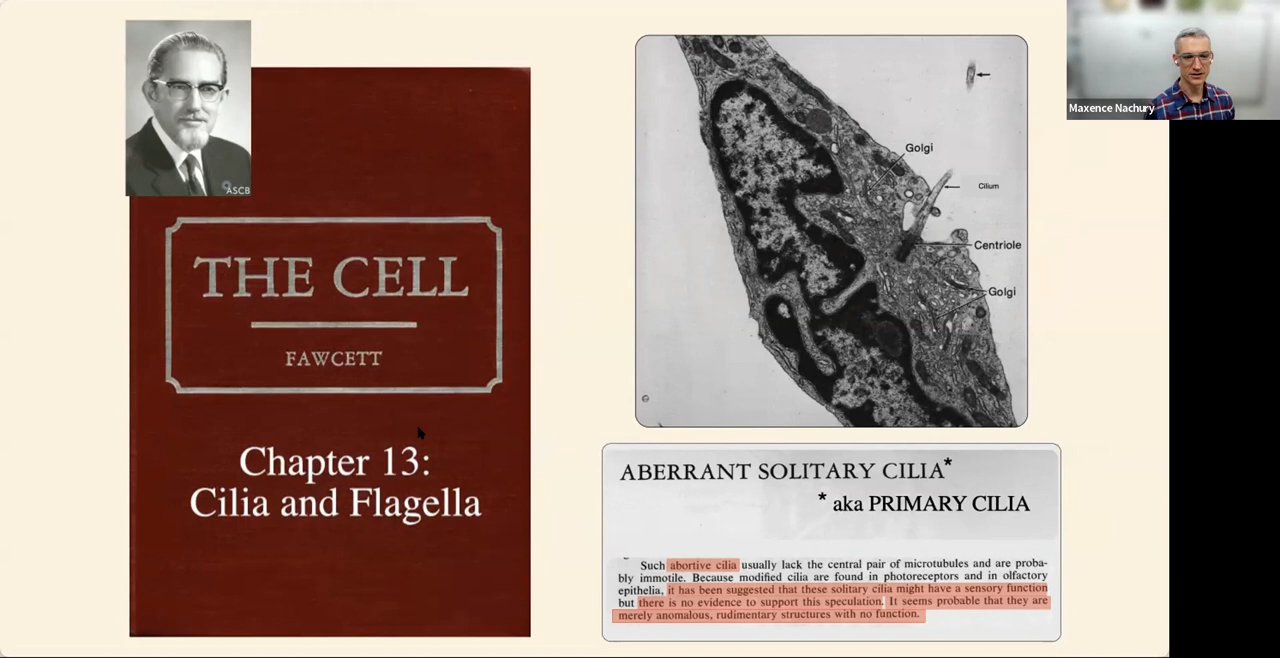 ASCB
THE CELL
FAWCETT
Chapter 13:
Cilia and Flagella
Golgi
Cilium
Centriole
Golgi
ABERRANT SOLITARY CILIA*
* aka PRIMARY CILIA
Such abortive cilia usually lack the central pair of microtubules and are proba-
bly immotile. Because modified cilia are found in photoreceptors and in olfactory
epithelia, it has been suggested that these solitary cilia might have a sensory function
but there is no evidence to support this speculation. It seems probable that they are
merely anomalous, rudimentary structures with no function.
Maxence Nachury